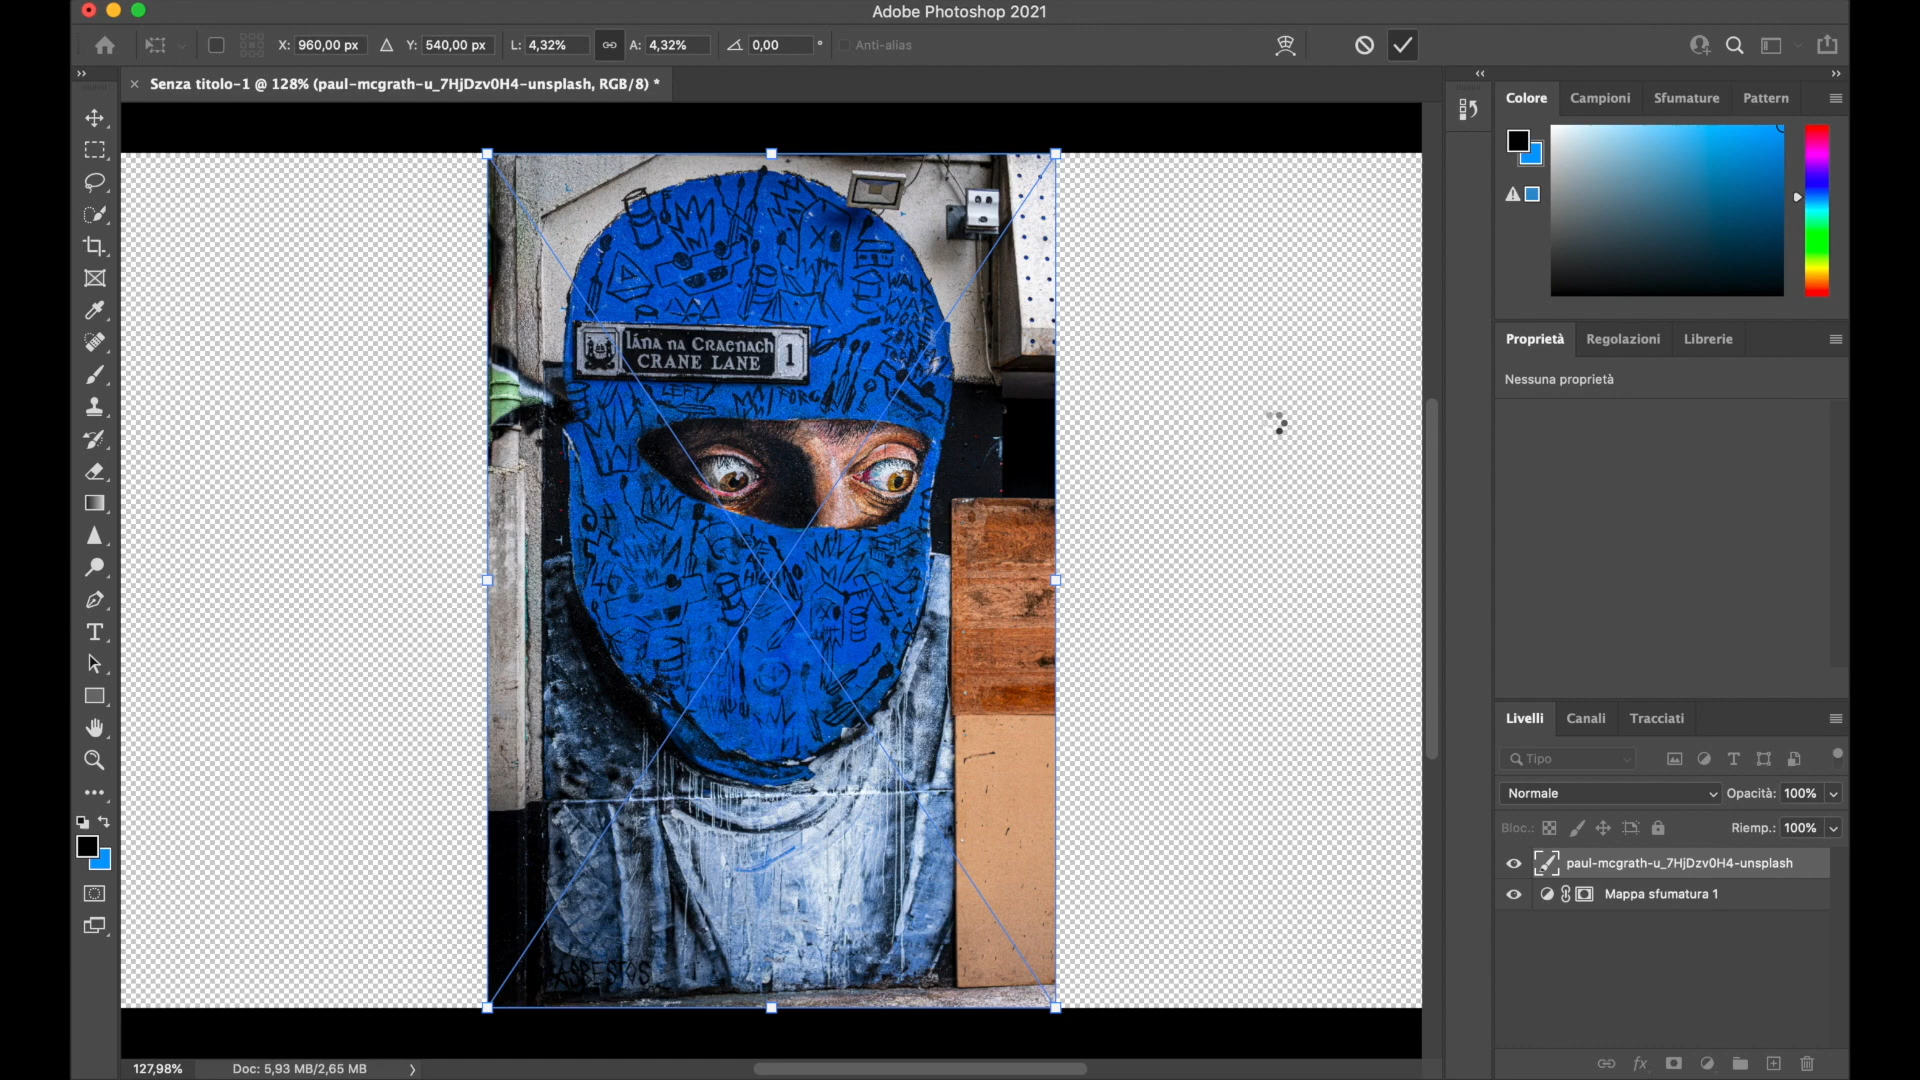 Adobe Photoshop 2021
X: 960,00 px Y: 540,00 px L: 4,32% A: 4,32% 0,00 ° Anti-alias
Senza titolo-1 @ 128% (paul-mcgrath-u_7HjDzv0H4-unsplash, RGB/8) *
Colore Campioni Sfumature Pattern
lána na Craenach
CRANE LANE 1
LEFT
Proprietà Regolazioni Librerie
Nessuna proprietà
Livelli Canali Tracciati
Tipo
Normale Opacità: 100%
Bloc.: Riemp.: 100%
paul-mcgrath-u_7HjDzv0H4-unsplash
Mappa sfumatura 1
ASBESTOS
127,98% Doc: 5,93 MB/2,65 MB